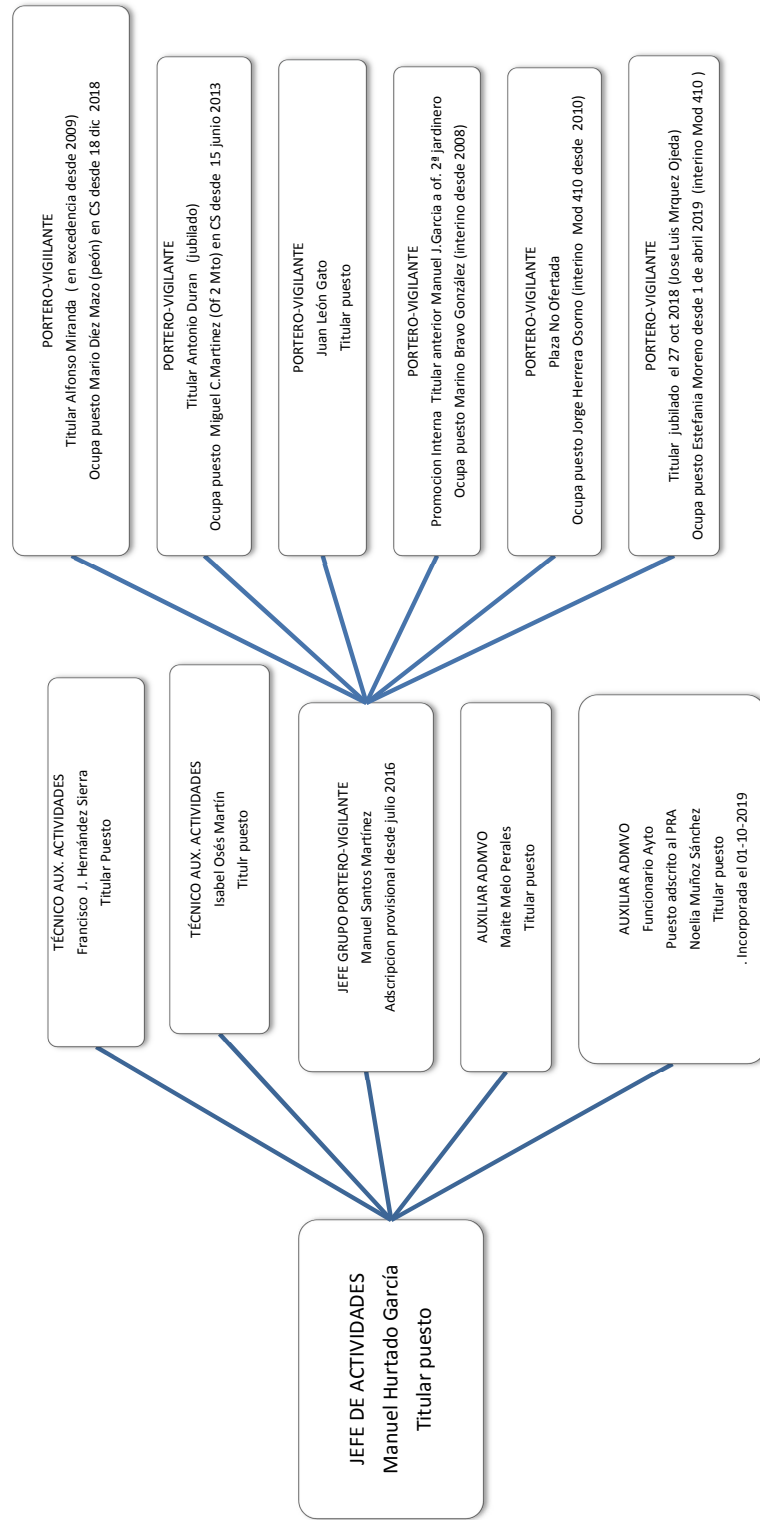 JEFE DE ACTIVIDADES
Manuel Hurtado García
Titular puesto
TÉCNICO AUX. ACTIVIDADES
Francisco J. Hernández Sierra
Titular Puesto
TÉCNICO AUX. ACTIVIDADES
Isabel Osés Martín
Titulr puesto
JEFE GRUPO PORTERO-VIGILANTE
Manuel Santos Martínez
Adscripcion provisional desde julio 2016
AUXILIAR ADMVO
Maite Melo Perales
Titular puesto
AUXILIAR ADMVO
Funcionario Ayto
Puesto adscrito al PRA
Noelia Muñoz Sánchez
Titular puesto
. Incorporada el 01-10-2019
PORTERO-VIGIILANTE
Titular Alfonso Miranda ( en excedencia desde 2009)
Ocupa puesto Mario Díez Mazo (peón) en CS desde 18 dic 2018
PORTERO-VIGILANTE
Titular Antonio Duran (jubilado)
Ocupa puesto Miguel C.Martinez (Of 2 Mto) en CS desde 15 junio 2013
PORTERO-VIGILANTE
Juan León Gato
Titular puesto
PORTERO-VIGILANTE
Promocion Interna Titular anterior Manuel J.Garcia a of. 2ª jardinero
Ocupa puesto Marino Bravo González (interino desde 2008)
PORTERO-VIGILANTE
Plaza No Ofertada
Ocupa puesto Jorge Herrera Osorno (interino Mod 410 desde 2010)
PORTERO-VIGILANTE
Titular jubilado el 27 oct 2018 (Jose Luis Mrquez Ojeda)
Ocupa puesto Estefania Moreno desde 1 de abril 2019 (interino Mod 410 )